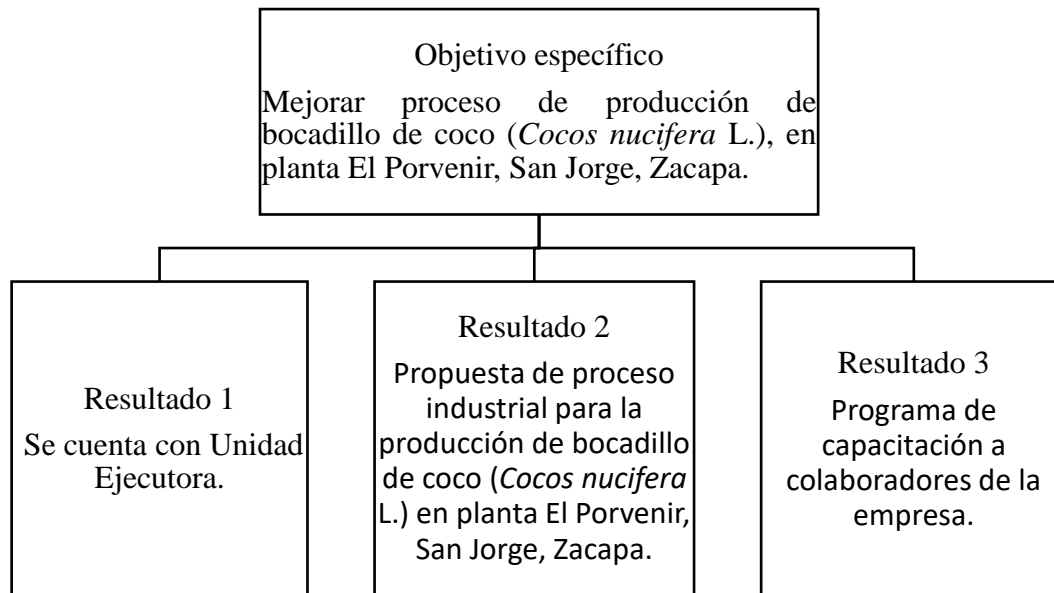 Objetivo específico
Mejorar proceso de producción de
bocadillo de coco (Cocos nucifera L.), en
planta El Porvenir, San Jorge, Zacapa.
Resultado 1
Se cuenta con Unidad
Ejecutora.
Resultado 2
Propuesta de proceso
industrial para la
producción de bocadillo
de coco (Cocos nucifera
L.) en planta El Porvenir,
San Jorge, Zacapa.
Resultado 3
Programa de
capacitación a
colaboradores de la
empresa.